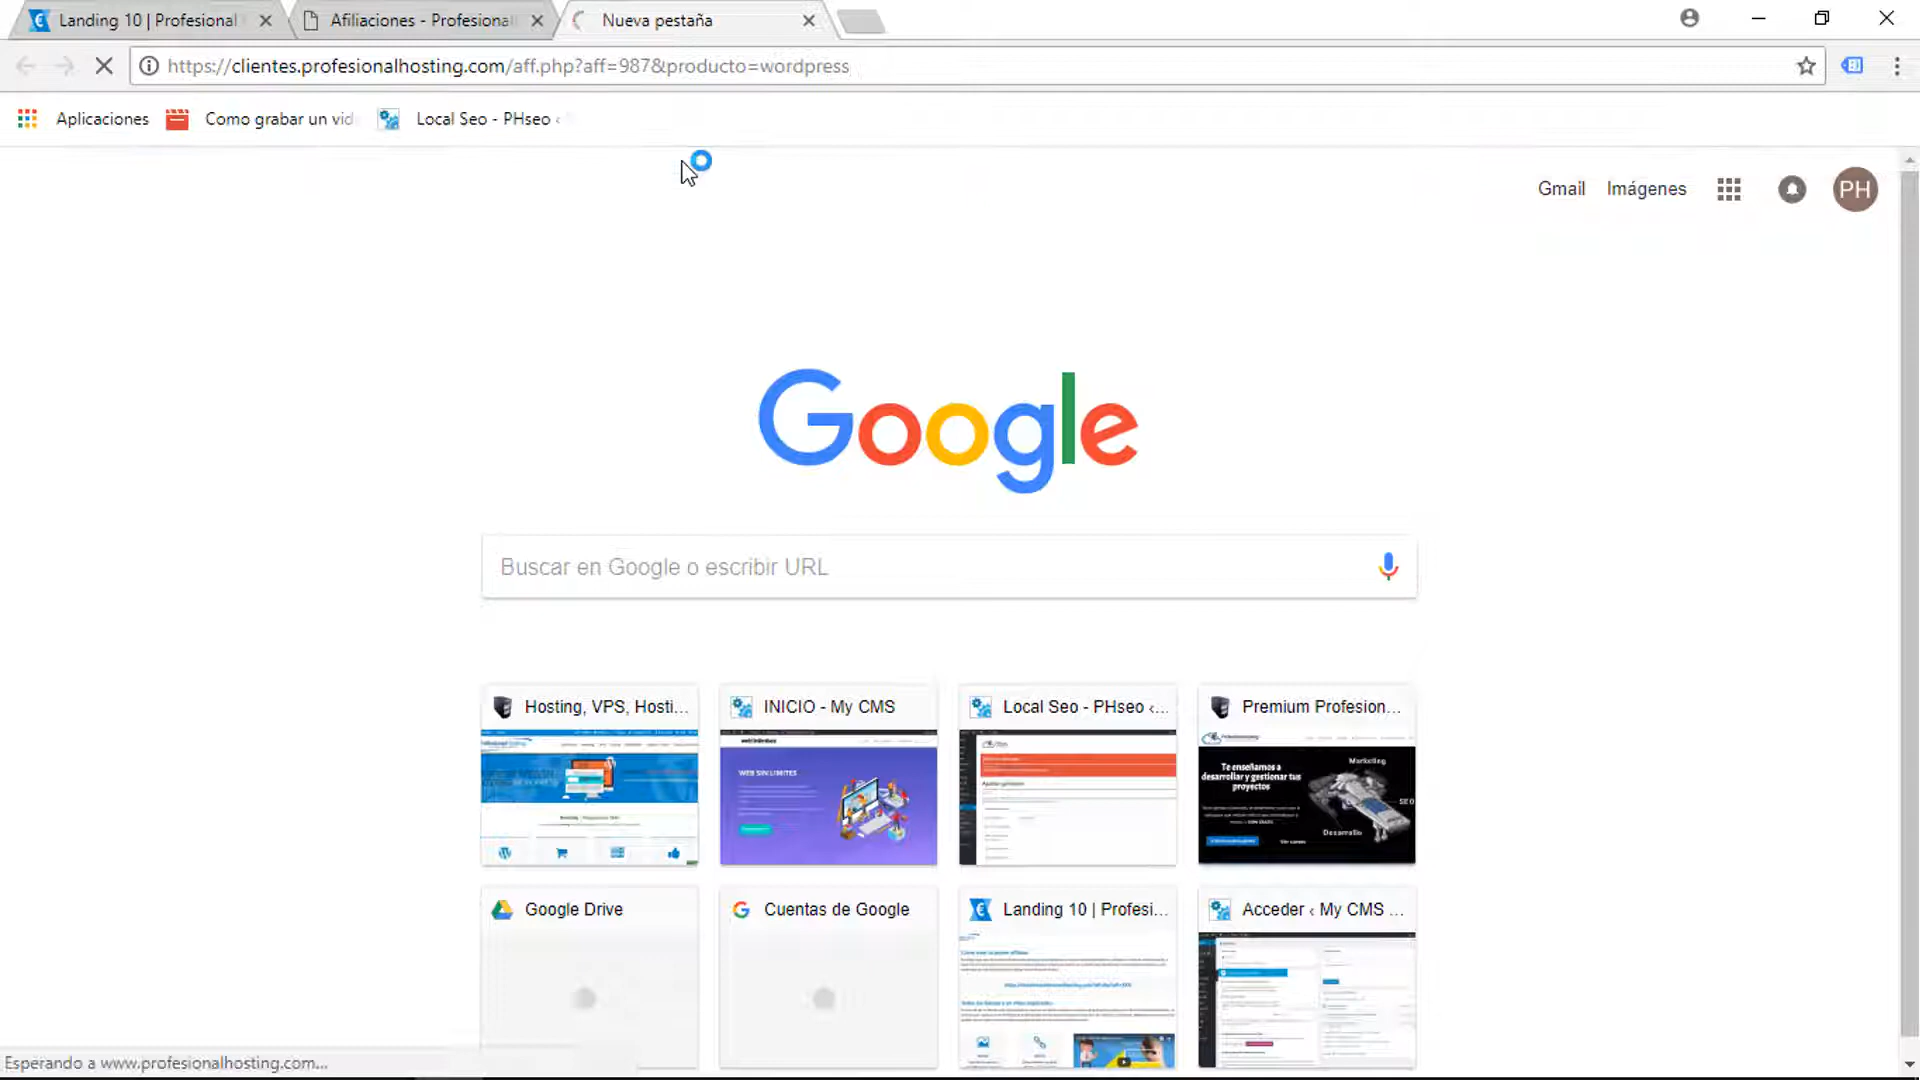 Landing 10 | Profesional
Afiliaciones - Profesional
Nueva pestaña
https://clientes.profesionalhosting.com/aff.php?aff=987&producto=wordpress
Aplicaciones
Como grabar un vid
Local Seo - PHseo ‹
Gmail
Imágenes
PH
Google
Buscar en Google o escribir URL
Hosting, VPS, Hosti...
INICIO - My CMS
Local Seo - PHseo ‹...
Premium Profesion...
WEB SIN LIMITES
Te enseñamos a
desarrollar y gestionar tus
proyectos
Marketing
SEO
Desarrollo
Google Drive
Cuentas de Google
Landing 10 | Profesi...
Acceder ‹ My CMS ...
Esperando a www.profesionalhosting.com...